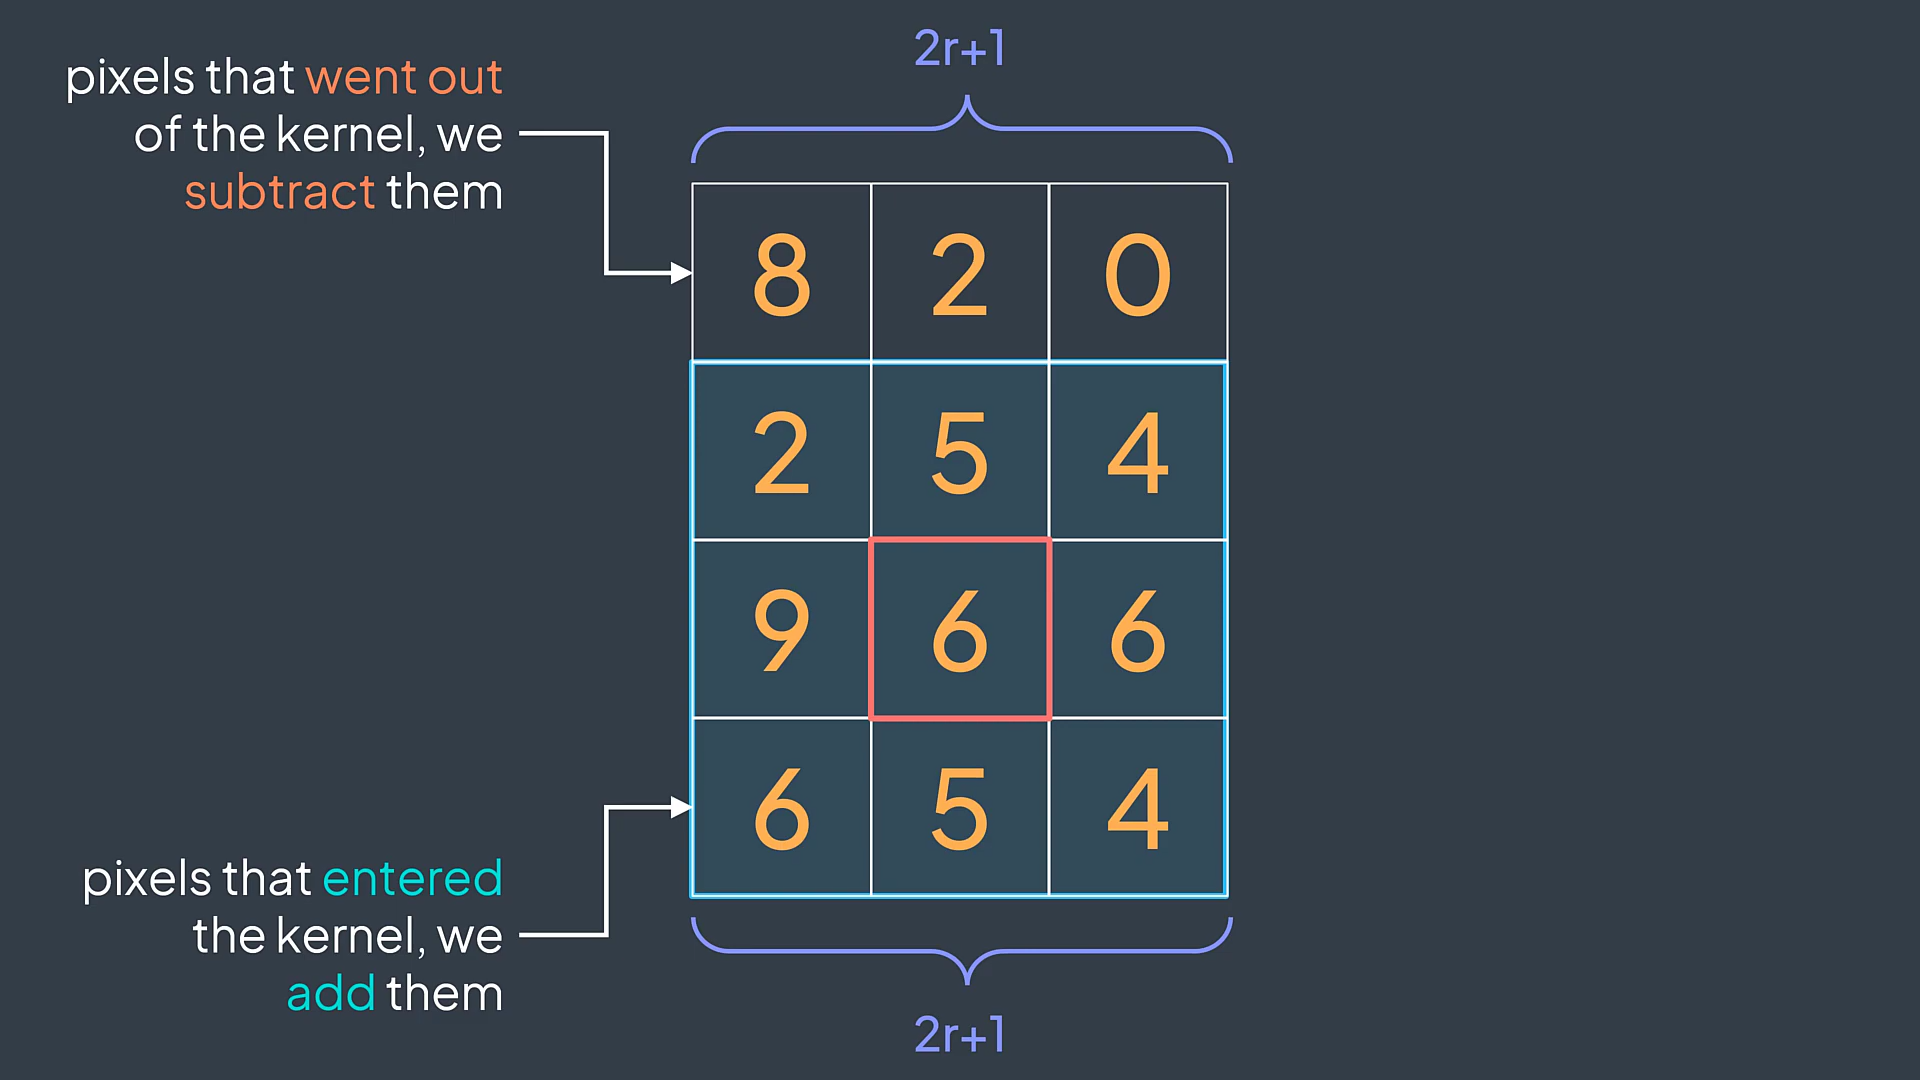 2r+1
pixels that went out
of the kernel, we
subtract them
8 2 0
2 5 4
9 6 6
6 5 4
pixels that entered
the kernel, we
add them
2r+1